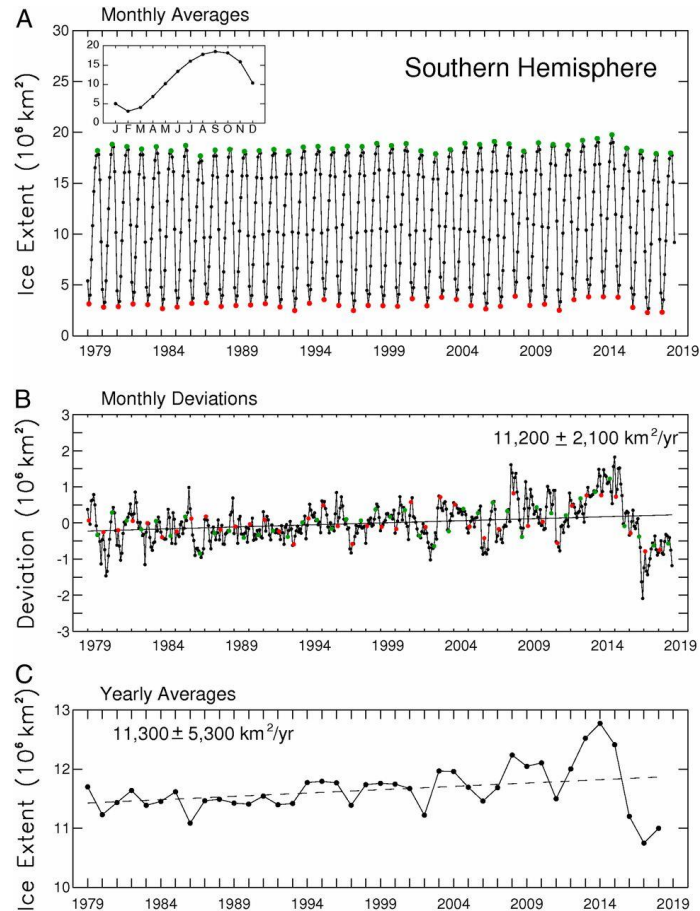 A
Monthly Averages
Southern Hemisphere
Ice Extent (10⁶ km²)
30
25
20
15
10
5
0
20
15
10
5
0
J F M A M J J A S O N D
1979 1984 1989 1994 1999 2004 2009 2014 2019
B
Monthly Deviations
11,200 ± 2,100 km²/yr
Deviation (10⁶ km²)
3
2
1
0
-1
-2
-3
1979 1984 1989 1994 1999 2004 2009 2014 2019
C
Yearly Averages
11,300 ± 5,300 km²/yr
Ice Extent (10⁶ km²)
13
12
11
10
1979 1984 1989 1994 1999 2004 2009 2014 2019